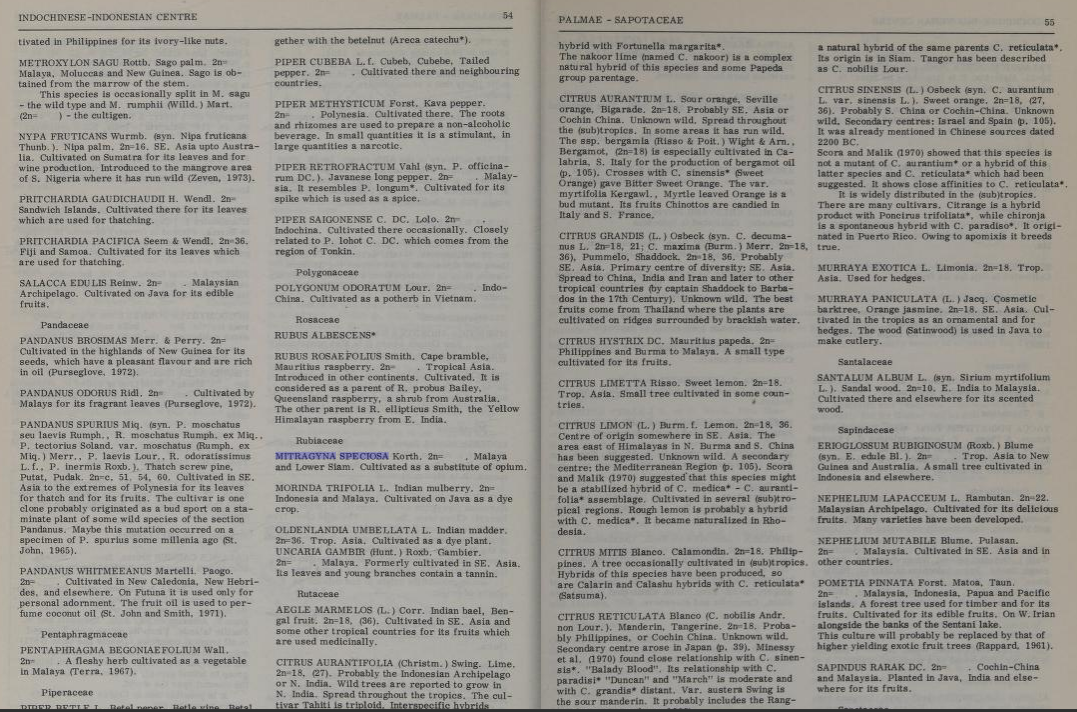 INDOCHINESE-INDONESIAN CENTRE 54
tivated in Philippines for its ivory-like nuts.
METROXYLON SAGU Rottb. Sago palm. 2n=
Malaya, Moluccas and New Guinea. Sago is ob-
tained from the marrow of the stem.
This species is occasionally split in M. sagu
- the wild type and M. rumphii (Willd.) Mart.
(2n= ) - the cultigen.
NYPA FRUTICANS Wurmb. (syn. Nipa fruticana
Thunb.). Nipa palm. 2n=16. SE. Asia upto Austra-
lia. Cultivated on Sumatra for its leaves and for
wine production. Introduced to the mangrove area
of S. Nigeria where it has run wild (Zeven, 1973).
PRITCHARDIA GAUDICHAUDII H. Wendl. 2n=
Sandwich Islands. Cultivated there for its leaves
which are used for thatching.
PRITCHARDIA PACIFICA Seem & Wendl. 2n=36.
Fiji and Samoa. Cultivated for its leaves which
are used for thatching.
SALACCA EDULIS Reinw. 2n= . Malaysian
Archipelago. Cultivated on Java for its edible
fruits.
Pandaceae
PANDANUS BROSIMAS Merr. & Perry. 2n=
Cultivated in the highlands of New Guinea for its
seeds, which have a pleasant flavour and are rich
in oil (Purseglove, 1972).
PANDANUS ODORUS Ridl. 2n= . Cultivated by
Malays for its fragrant leaves (Purseglove, 1972).
PANDANUS SPURIUS Miq. (syn. P. moschatus
seu laevis Rumph., R. moschatus Rumph. ex Miq.,
P. tectorius Soland. var. moschatus (Rumph. ex
Miq.) Merr., P. laevis Lour., R. odoratissimus
L.f., P. inermis Roxb.). Thatch screw pine,
Putat, Pudak. 2n=c, 51, 54, 60. Cultivated in SE.
Asia to the extremes of Polynesia for its leaves
for thatch and for its fruits. The cultivar is one
clone probably originated as a bud sport on a sta-
minate plant of some wild species of the section
Pandanus. Maybe this mutation occurred on a
specimen of P. spurius some millenia ago (St.
John, 1965).
PANDANUS WHITMEEANUS Martelli. Paogo.
2n= . Cultivated in New Caledonia, New Hebri-
des, and elsewhere. On Futuna it is used only for
personal adornment. The fruit oil is used to per-
fume coconut oil (St. John and Smith, 1971).
Pentaphragmaceae
PENTAPHRAGMA BEGONIAEFOLIUM Wall.
2n= . A fleshy herb cultivated as a vegetable
in Malaya (Terra, 1967).
Piperaceae
PIPER BETLE L. Betel peper, Betle vine, Betal
gether with the betelnut (Areca catechu*).
PIPER CUBEBA L.f. Cubeb, Cubebe, Tailed
pepper. 2n= . Cultivated there and neighbouring
countries.
PIPER METHYSTICUM Forst. Kava pepper.
2n= . Polynesia. Cultivated there. The roots
and rhizomes are used to prepare a non-alcoholic
beverage. In small quantities it is a stimulant, in
large quantities a narcotic.
PIPER RETROFRACTUM Vahl (syn. P. officina-
rum DC.). Javanese long pepper. 2n= . Malay-
sia. It resembles P. longum*. Cultivated for its
spike which is used as a spice.
PIPER SAIGONENSE C. DC. Lolo. 2n= .
Indochina. Cultivated there occasionally. Closely
related to P. lohot C. DC. which comes from the
region of Tonkin.
Polygonaceae
POLYGONUM ODORATUM Lour. 2n= . Indo-
China. Cultivated as a potherb in Vietnam.
Rosaceae
RUBUS ALBESCENS*
RUBUS ROSAEFOLIUS Smith. Cape bramble,
Mauritius raspberry. 2n= . Tropical Asia.
Introduced in other continents. Cultivated. It is
considered as a parent of R. probus Bailey,
Queensland raspberry, a shrub from Australia.
The other parent is R. ellipticus Smith, the Yellow
Himalayan raspberry from E. India.
Rubiaceae
MITRAGYNA SPECIOSA Korth. 2n= . Malaya
and Lower Siam. Cultivated as a substitute of opium.
MORINDA TRIFOLIA L. Indian mulberry. 2n=
Indonesia and Malaya. Cultivated on Java as a dye
crop.
OLDENLANDIA UMBELLATA L. Indian madder.
2n=36. Trop. Asia. Cultivated as a dye plant.
UNCARIA GAMBIR (Hunt.) Roxb. Gambier.
2n= . Malaya. Formerly cultivated in SE. Asia.
Its leaves and young branches contain a tannin.
Rutaceae
AEGLE MARMELOS (L.) Corr. Indian bael, Ben-
gal fruit. 2n=18, (36). Cultivated in SE. Asia and
some other tropical countries for its fruits which
are used medicinally.
CITRUS AURANTIFOLIA (Christm.) Swing. Lime.
2n=18, (27). Probably the Indonesian Archipelago
or N. India. Wild trees are reported to grow in
N. India. Spread throughout the tropics. The cul-
tivar Tahiti is triploid. Interspecific hybrids
PALMAE - SAPOTACEAE 55
hybrid with Fortunella margarita*.
The nakoor lime (named C. nakoor) is a complex
natural hybrid of this species and some Papeda
group parentage.
CITRUS AURANTIUM L. Sour orange, Seville
orange, Bigarade. 2n=18. Probably SE. Asia or
Cochin China. Unknown wild. Spread throughout
the (sub)tropics. In some areas it has run wild.
The ssp. bergamia (Risso & Poit.) Wight & Arn.,
Bergamot, (2n=18) is especially cultivated in Ca-
labria, S. Italy for the production of bergamot oil
(p. 105). Crosses with C. sinensis* (Sweet
Orange) gave Bitter Sweet Orange. The var.
myrtifolia Kergawl., Myrtle leaved Orange is a
bud mutant. Its fruits Chinottos are candied in
Italy and S. France.
CITRUS GRANDIS (L.) Osbeck (syn. C. decuma-
nus L. 2n=18, 21; C. maxima (Burm.) Merr. 2n=18,
36), Pummelo, Shaddock. 2n=18, 36. Probably
SE. Asia. Primary centre of diversity: SE. Asia.
Spread to China, India and Iran and later to other
tropical countries (by captain Shaddock to Barba-
dos in the 17th Century). Unknown wild. The best
fruits come from Thailand where the plants are
cultivated on ridges surrounded by brackish water.
CITRUS HYSTRIX DC. Mauritius papeda. 2n=
Philippines and Burma to Malaya. A small type
cultivated for its fruits.
CITRUS LIMETTA Risso. Sweet lemon. 2n=18.
Trop. Asia. Small tree cultivated in some coun-
tries.
CITRUS LIMON (L.) Burm.f. Lemon. 2n=18, 36.
Centre of origin somewhere in SE. Asia. The
area east of Himalayas in N. Burma and S. China
has been suggested. Unknown wild. A secondary
centre: the Mediterranean Region (p. 105). Scora
and Malik (1970) suggested that this species might
be a stabilized hybrid of C. medica* - C. auranti-
folia* assemblage. Cultivated in several (sub)tro-
pical regions. Rough lemon is probably a hybrid
with C. medica*. It became naturalized in Rho-
desia.
CITRUS MITIS Blanco. Calamondin. 2n=18. Philip-
pines. A tree occasionally cultivated in (sub)tropics.
Hybrids of this species have been produced, so
are Calarin and Calashu hybrids with C. reticulata*
(Satsuma).
CITRUS RETICULATA Blanco (C. nobilis Andr.
non Lour.). Manderin, Tangerine. 2n=18. Proba-
bly Philippines, or Cochin China. Unknown wild.
Secondary centre arose in Japan (p. 39). Minessy
et al. (1970) found close relationship with C. sinen-
sis*. "Balady Blood". Its relationship with C.
paradisi* "Duncan" and "March" is moderate and
with C. grandis* distant. Var. austera Swing is
the sour manderin. It probably includes the Rang-
a natural hybrid of the same parents C. reticulata*.
Its origin is in Siam. Tangor has been described
as C. nobilis Lour.
CITRUS SINENSIS (L.) Osbeck (syn. C. aurantium
L. var. sinensis L.). Sweet orange. 2n=18, (27,
36). Probably S. China or Cochin-China. Unknown
wild. Secondary centres: Israel and Spain (p. 105).
It was already mentioned in Chinese sources dated
2200 BC.
Scora and Malik (1970) showed that this species is
not a mutant of C. aurantium* or a hybrid of this
latter species and C. reticulata* which had been
suggested. It shows close affinities to C. reticulata*.
It is widely distributed in the (sub)tropics.
There are many cultivars. Citrange is a hybrid
product with Poncirus trifoliata*, while chironja
is a spontaneous hybrid with C. paradisi*. It origi-
nated in Puerto Rico. Owing to apomixis it breeds
true.
MURRAYA EXOTICA L. Limonia. 2n=18. Trop.
Asia. Used for hedges.
MURRAYA PANICULATA (L.) Jacq. Cosmetic
barktree, Orange jasmine. 2n=18. SE. Asia. Cul-
tivated in the tropics as an ornamental and for
hedges. The wood (Satinwood) is used in Java to
make cutlery.
Santalaceae
SANTALUM ALBUM L. (syn. Sirium myrtifolium
L.). Sandal wood. 2n=10. E. India to Malaysia.
Cultivated there and elsewhere for its scented
wood.
Sapindaceae
ERIOGLOSSUM RUBIGINOSUM (Roxb.) Blume
(syn. E. edule Bl.). 2n= . Trop. Asia to New
Guinea and Australia. A small tree cultivated in
Indonesia and elsewhere.
NEPHELIUM LAPACCEUM L. Rambutan. 2n=22.
Malaysian Archipelago. Cultivated for its delicious
fruits. Many varieties have been developed.
NEPHELIUM MUTABILE Blume. Pulasan.
2n= . Malaysia. Cultivated in SE. Asia and in
other countries.
POMETIA PINNATA Forst. Matoa, Taun.
2n= . Malaysia, Indonesia, Papua and Pacific
islands. A forest tree used for timber and for its
fruits. Cultivated for its edible fruits. On W. Irian
alongside the banks of the Sentani lake.
This culture will probably be replaced by that of
higher yielding exotic fruit trees (Rappard, 1961).
SAPINDUS RARAK DC. 2n= . Cochin-China
and Malaysia. Planted in Java, India and else-
where for its fruits.